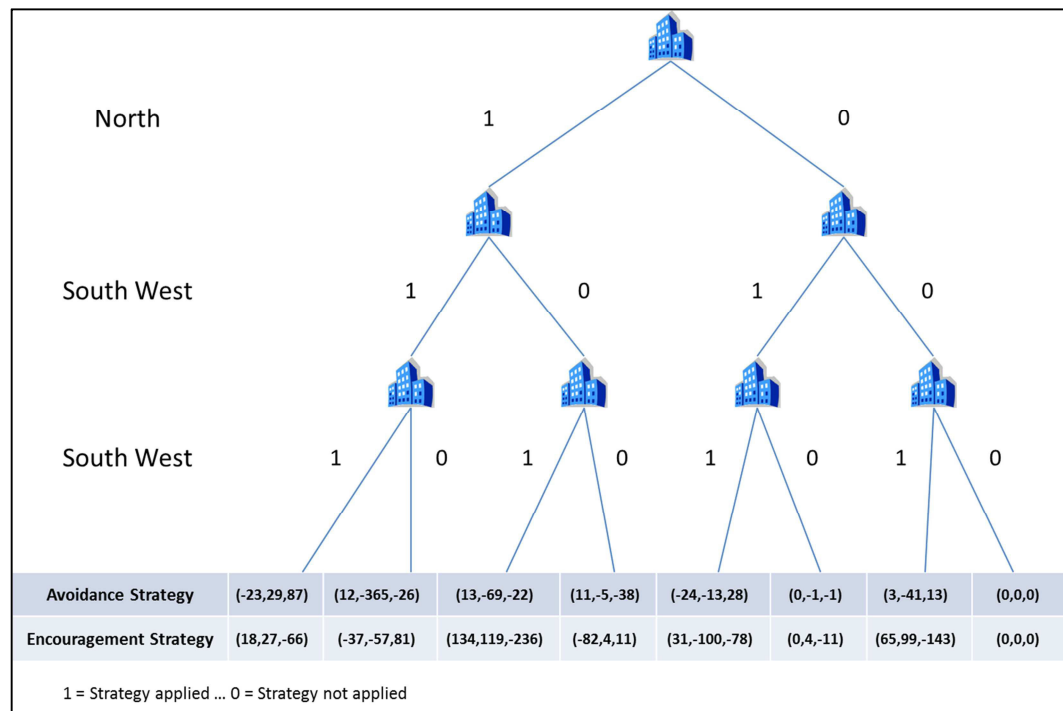 North
1 0
South West
1 0 1 0
South West
1 0 1 0 1 0 1 0
Avoidance Strategy (-23,29,87) (12,-365,-26) (13,-69,-22) (11,-5,-38) (-24,-13,28) (0,-1,-1) (3,-41,13) (0,0,0)
Encouragement Strategy (18,27,-66) (-37,-57,81) (134,119,-236) (-82,4,11) (31,-100,-78) (0,4,-11) (65,99,-143) (0,0,0)
1 = Strategy applied ... 0 = Strategy not applied